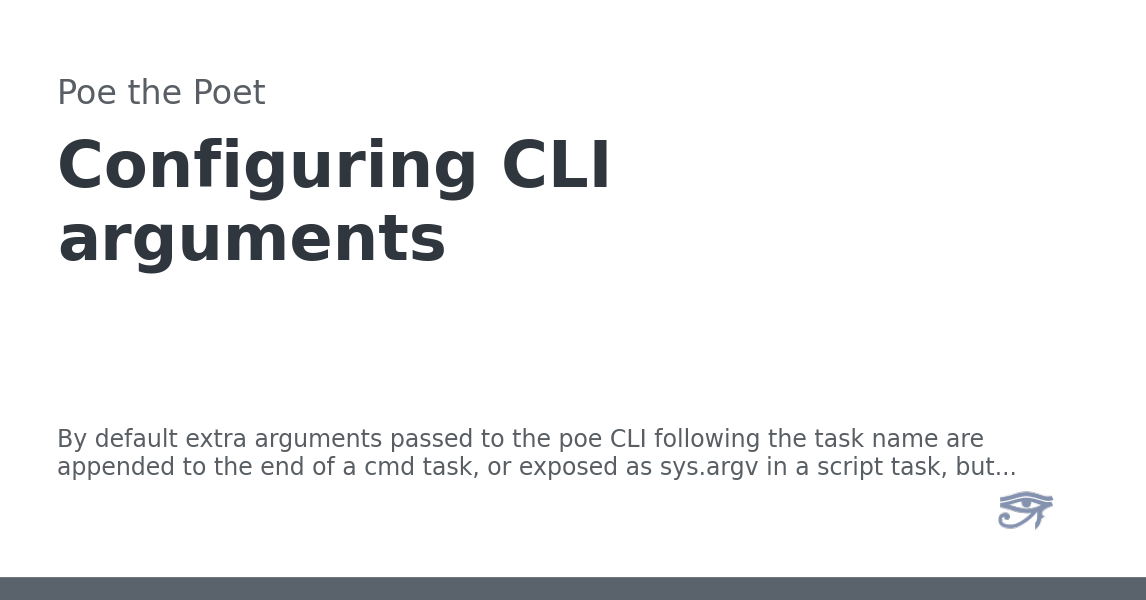 Poe the Poet
Configuring CLI
arguments
By default extra arguments passed to the poe CLI following the task name are
appended to the end of a cmd task, or exposed as sys.argv in a script task, but...